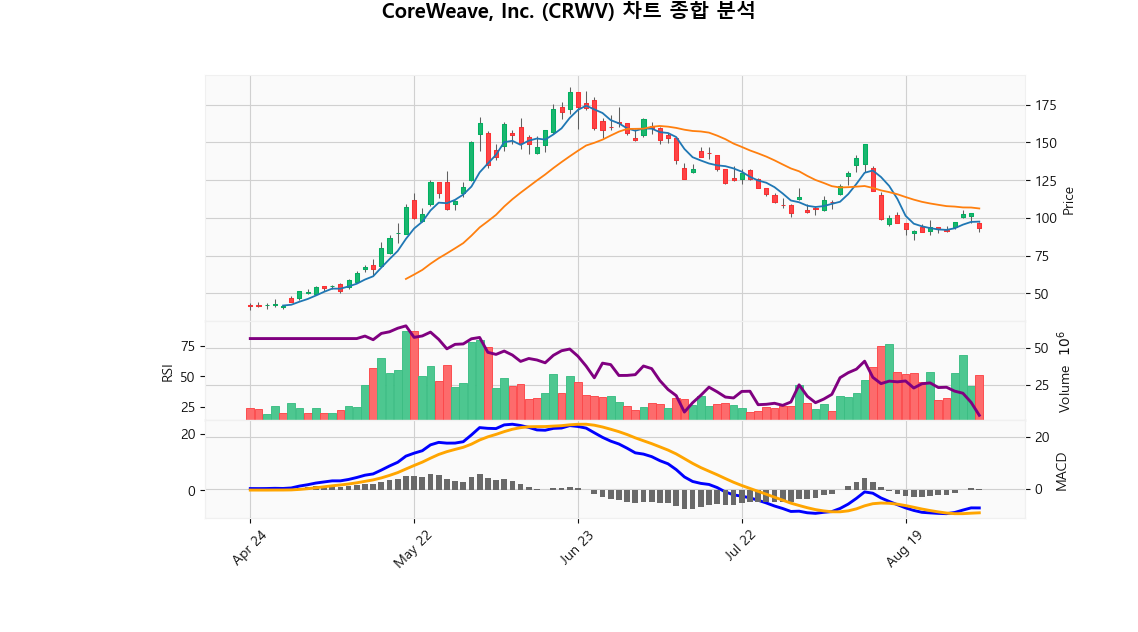 CoreWeave, Inc. (CRWV) 차트 종합 분석
175
150
125
100
75
50
Price
75
50
25
RSI
50
25
Volume 10^6
20
0
20
0
MACD
Apr 24
May 22
Jun 23
Jul 22
Aug 19